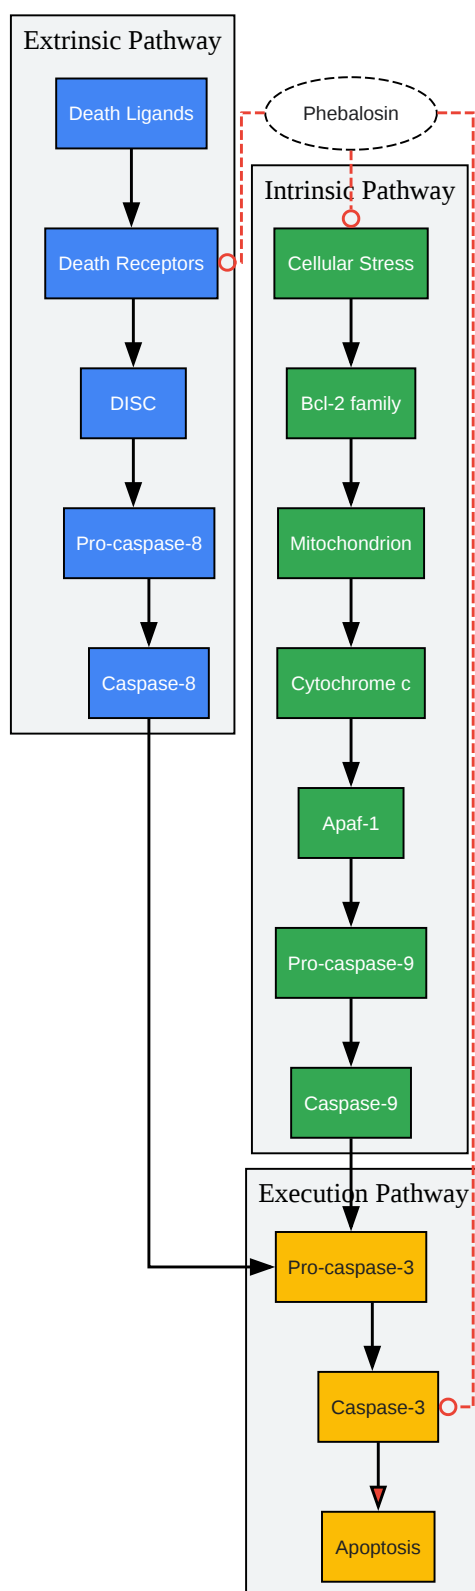 Extrinsic Pathway
Death Ligands
Death Receptors
DISC
Pro-caspase-8
Caspase-8
Phebalosin
Intrinsic Pathway
Cellular Stress
Bcl-2 family
Mitochondrion
Cytochrome c
Apaf-1
Pro-caspase-9
Caspase-9
Execution Pathway
Pro-caspase-3
Caspase-3
Apoptosis